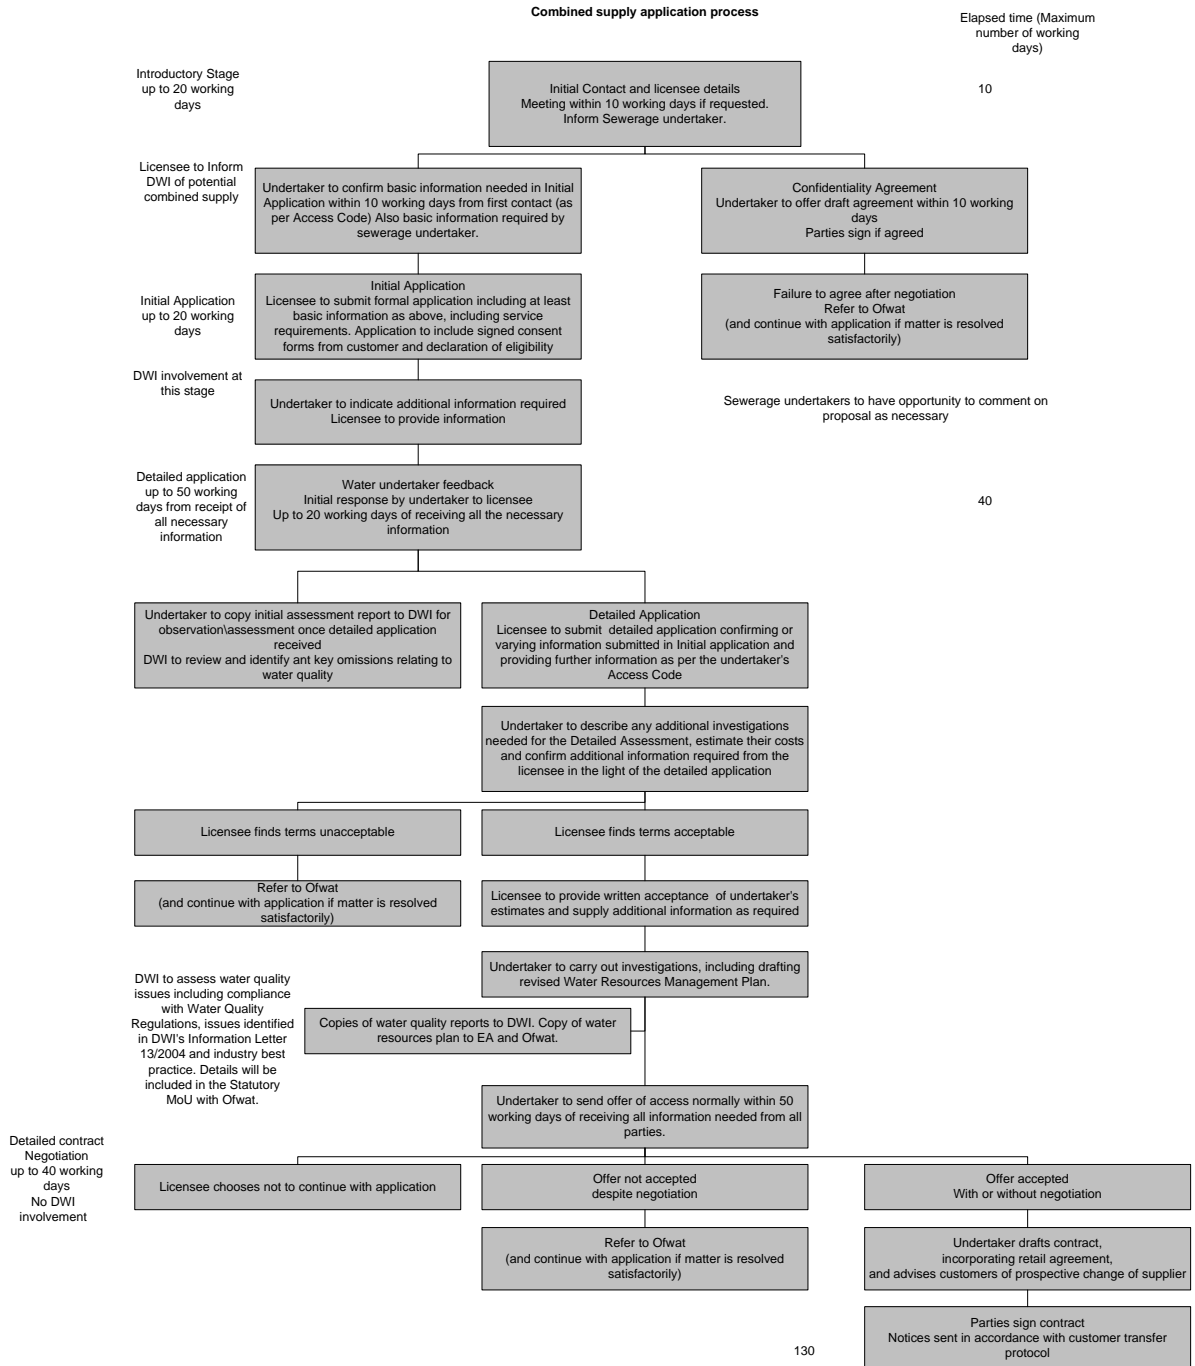 Combined supply application process
Elapsed time (Maximum
number of working
days)
Introductory Stage
up to 20 working
days
Initial Contact and licensee details
Meeting within 10 working days if requested.
Inform Sewerage undertaker.
10
Licensee to Inform
DWI of potential
combined supply
Undertaker to confirm basic information needed in Initial
Application within 10 working days from first contact (as
per Access Code) Also basic information required by
sewerage undertaker.
Confidentiality Agreement
Undertaker to offer draft agreement within 10 working
days
Parties sign if agreed
Initial Application
up to 20 working
days
Initial Application
Licensee to submit formal application including at least
basic information as above, including service
requirements. Application to include signed consent
forms from customer and declaration of eligibility
Failure to agree after negotiation
Refer to Ofwat
(and continue with application if matter is resolved
satisfactorily)
DWI involvement at
this stage
Undertaker to indicate additional information required
Licensee to provide information
Sewerage undertakers to have opportunity to comment on
proposal as necessary
Detailed application
up to 50 working
days from receipt of
all necessary
information
Water undertaker feedback
Initial response by undertaker to licensee
Up to 20 working days of receiving all the necessary
information
40
Undertaker to copy initial assessment report to DWI for
observation\assessment once detailed application
received
DWI to review and identify ant key omissions relating to
water quality
Detailed Application
Licensee to submit detailed application confirming or
varying information submitted in Initial application and
providing further information as per the undertaker's
Access Code
Undertaker to describe any additional investigations
needed for the Detailed Assessment, estimate their costs
and confirm additional information required from the
licensee in the light of the detailed application
Licensee finds terms unacceptable
Licensee finds terms acceptable
Refer to Ofwat
(and continue with application if matter is resolved
satisfactorily)
Licensee to provide written acceptance of undertaker's
estimates and supply additional information as required
Undertaker to carry out investigations, including drafting
revised Water Resources Management Plan.
DWI to assess water quality
issues including compliance
with Water Quality
Regulations, issues identified
in DWI's Information Letter
13/2004 and industry best
practice. Details will be
included in the Statutory
MoU with Ofwat.
Copies of water quality reports to DWI. Copy of water
resources plan to EA and Ofwat.
Undertaker to send offer of access normally within 50
working days of receiving all information needed from all
parties.
Detailed contract
Negotiation
up to 40 working
days
No DWI
involvement
Licensee chooses not to continue with application
Offer not accepted
despite negotiation
Offer accepted
With or without negotiation
Refer to Ofwat
(and continue with application if matter is resolved
satisfactorily)
Undertaker drafts contract,
incorporating retail agreement,
and advises customers of prospective change of supplier
Parties sign contract
Notices sent in accordance with customer transfer
protocol
130